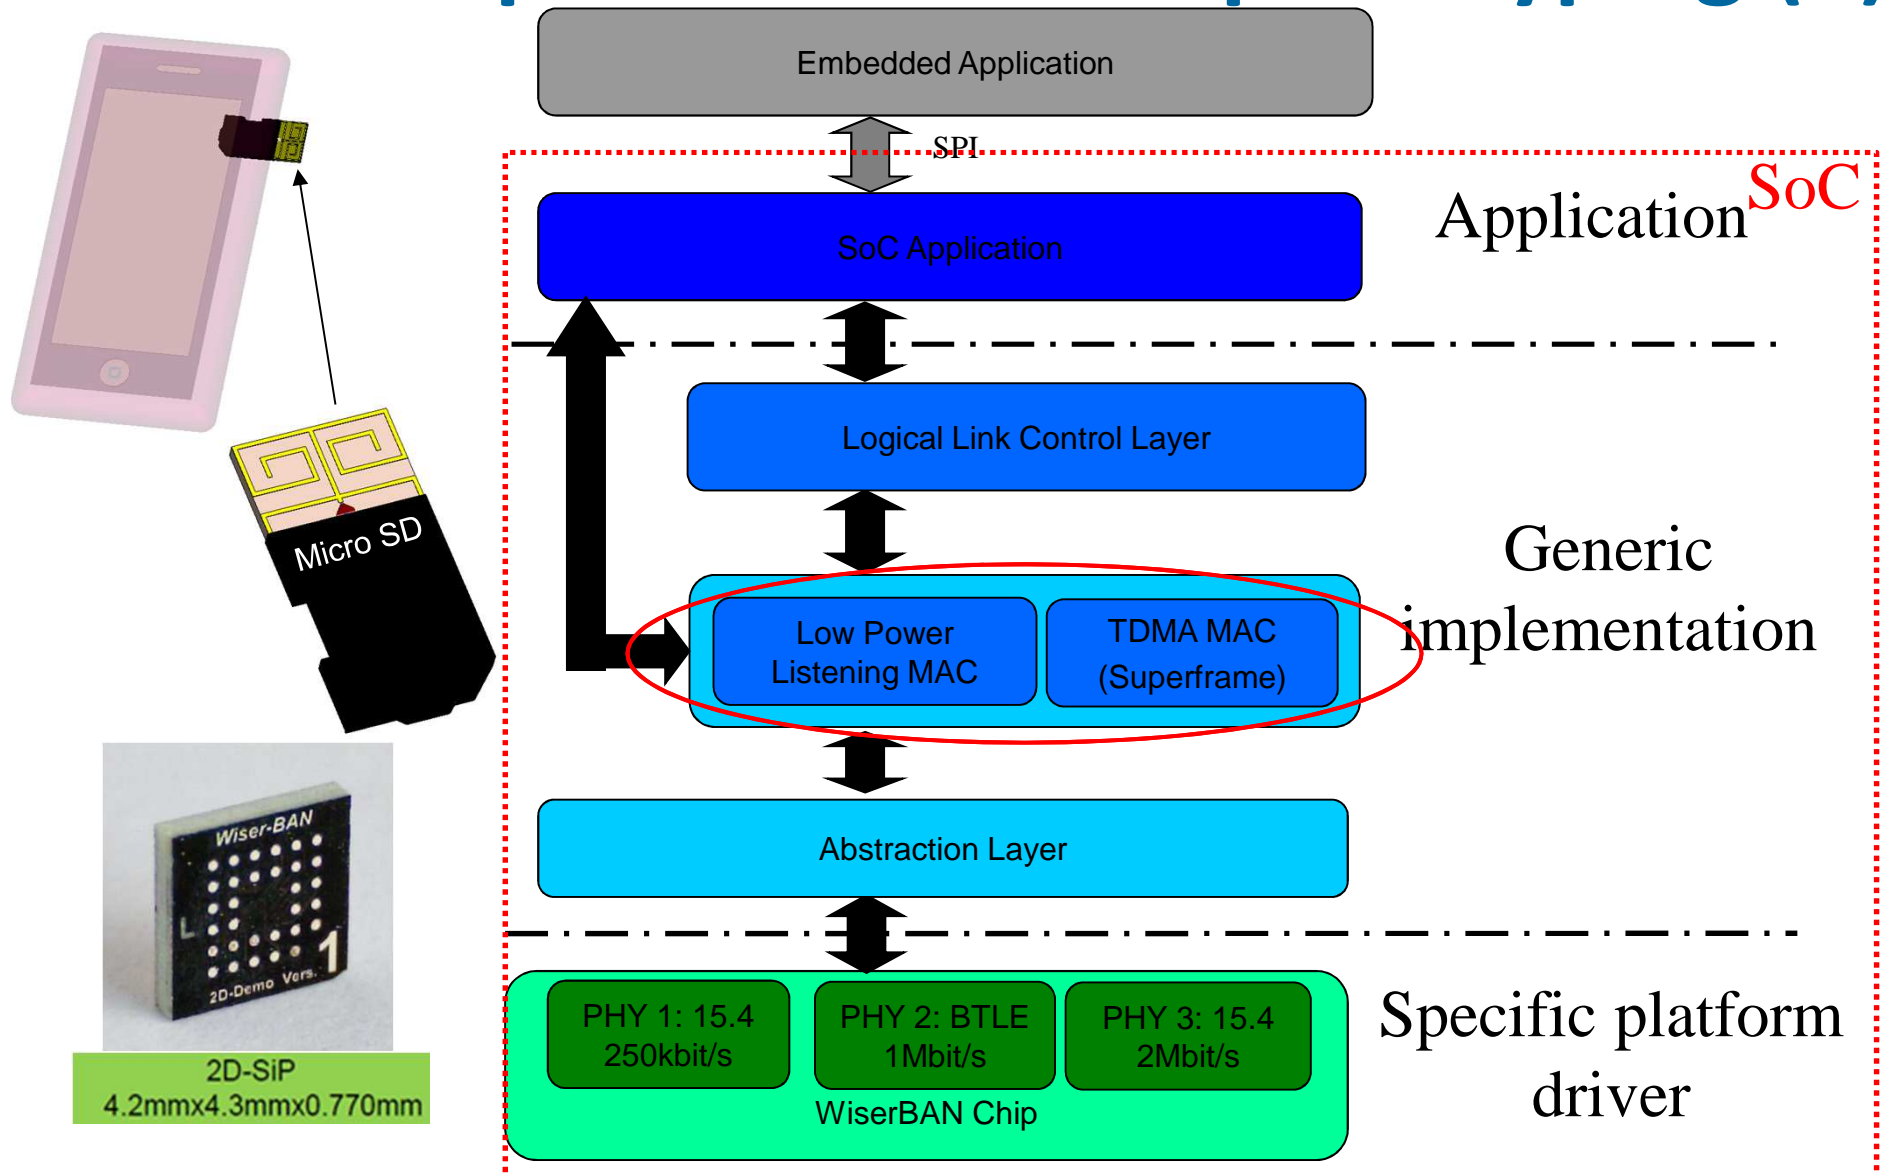 Embedded Application
SPI
SoC
Application
SoC Application
Logical Link Control Layer
Micro SD
Generic
implementation
Low Power
Listening MAC
TDMA MAC
(Superframe)
Abstraction Layer
Wiser-BAN
1
2D-Demo Vers.
2D-SiP
4.2mmx4.3mmx0.770mm
PHY 1: 15.4
250kbit/s
PHY 2: BTLE
1Mbit/s
PHY 3: 15.4
2Mbit/s
WiserBAN Chip
Specific platform
driver